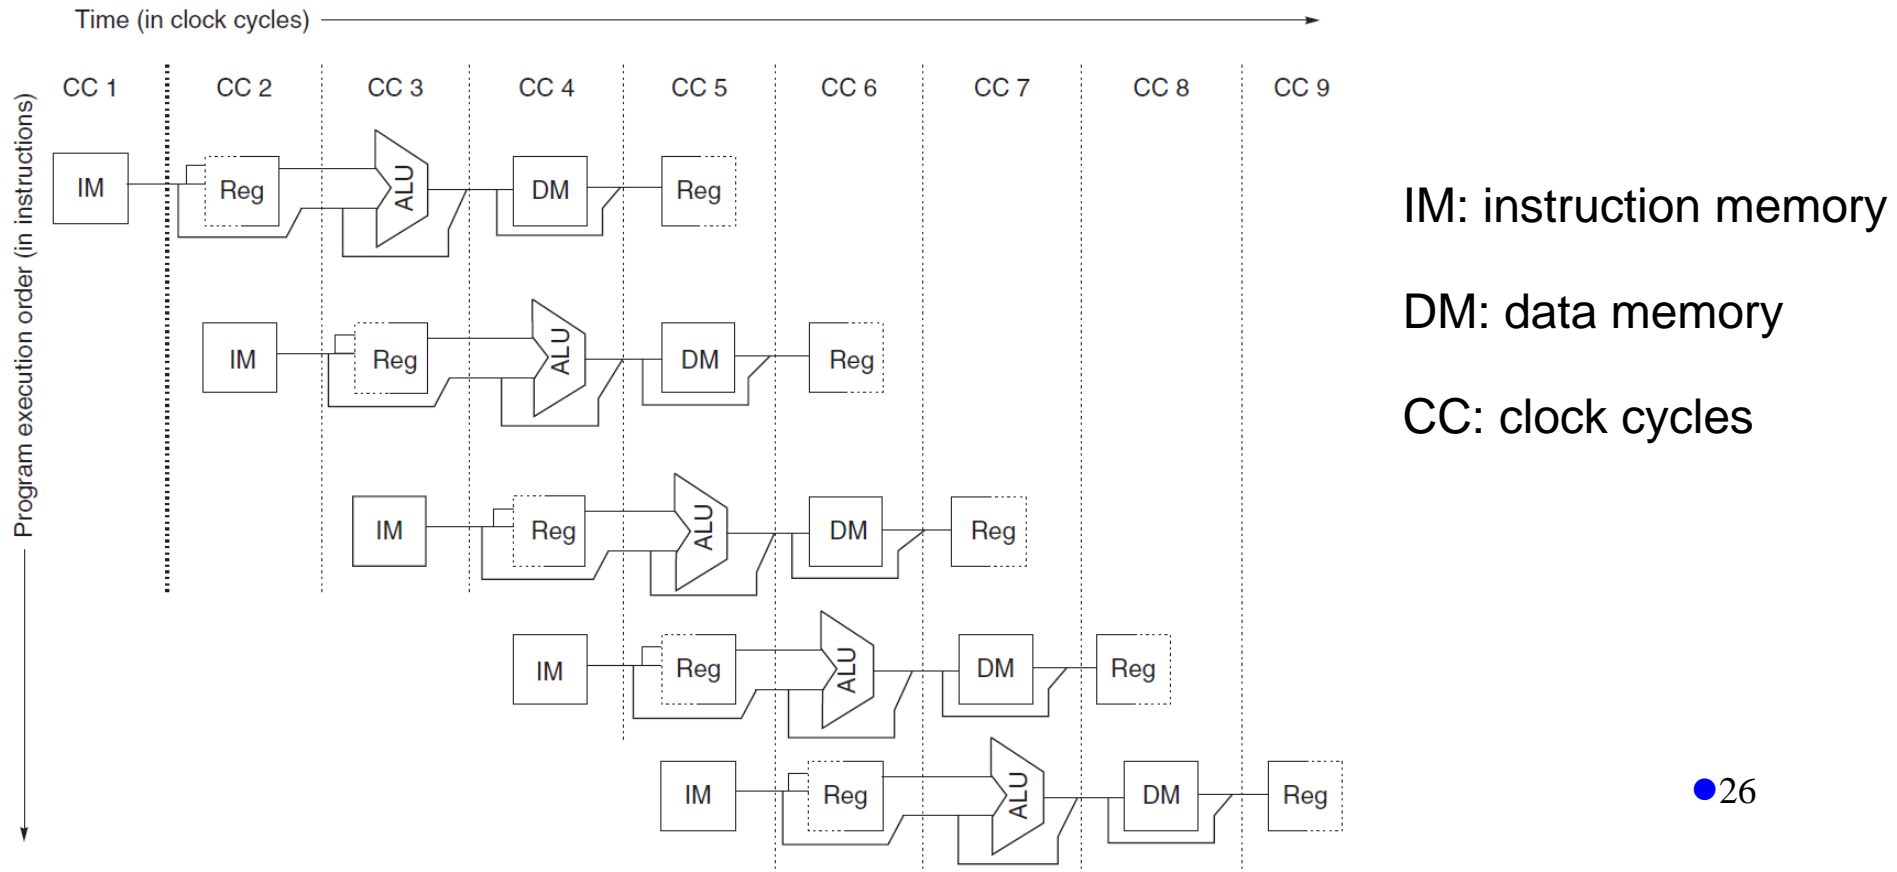 Time (in clock cycles)
CC 1 CC 2 CC 3 CC 4 CC 5 CC 6 CC 7 CC 8 CC 9
Program execution order (in instructions)
IM Reg ALU DM Reg
IM Reg ALU DM Reg
IM Reg ALU DM Reg
IM Reg ALU DM Reg
IM Reg ALU DM Reg
IM: instruction memory
DM: data memory
CC: clock cycles
●26